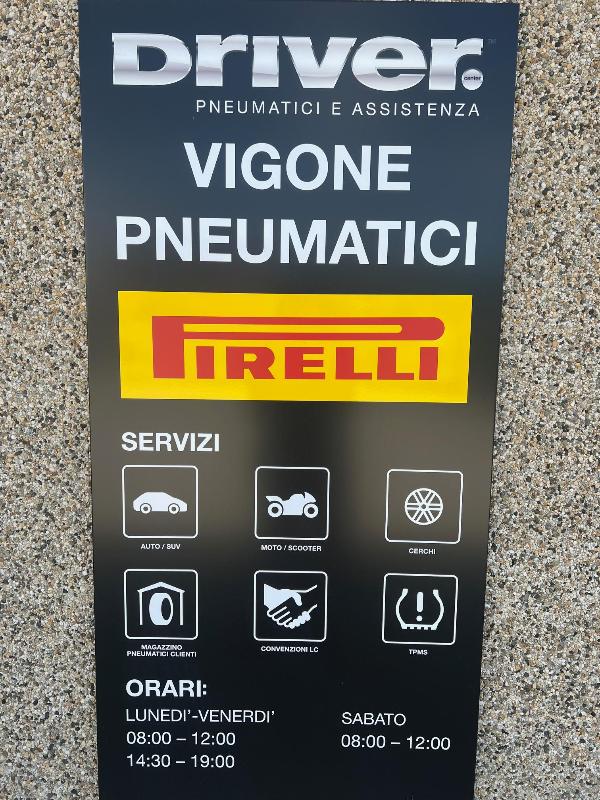 DRIVER
center
PNEUMATICI E ASSISTENZA
VIGONE
PNEUMATICI
PIRELLI
SERVIZI
AUTO / SUV
MOTO / SCOOTER
CERCHI
MAGAZZINO
PNEUMATICI CLIENTI
CONVENZIONI LC
TPMS
ORARI:
LUNEDI'-VENERDI'
08:00 – 12:00
14:30 – 19:00
SABATO
08:00 – 12:00